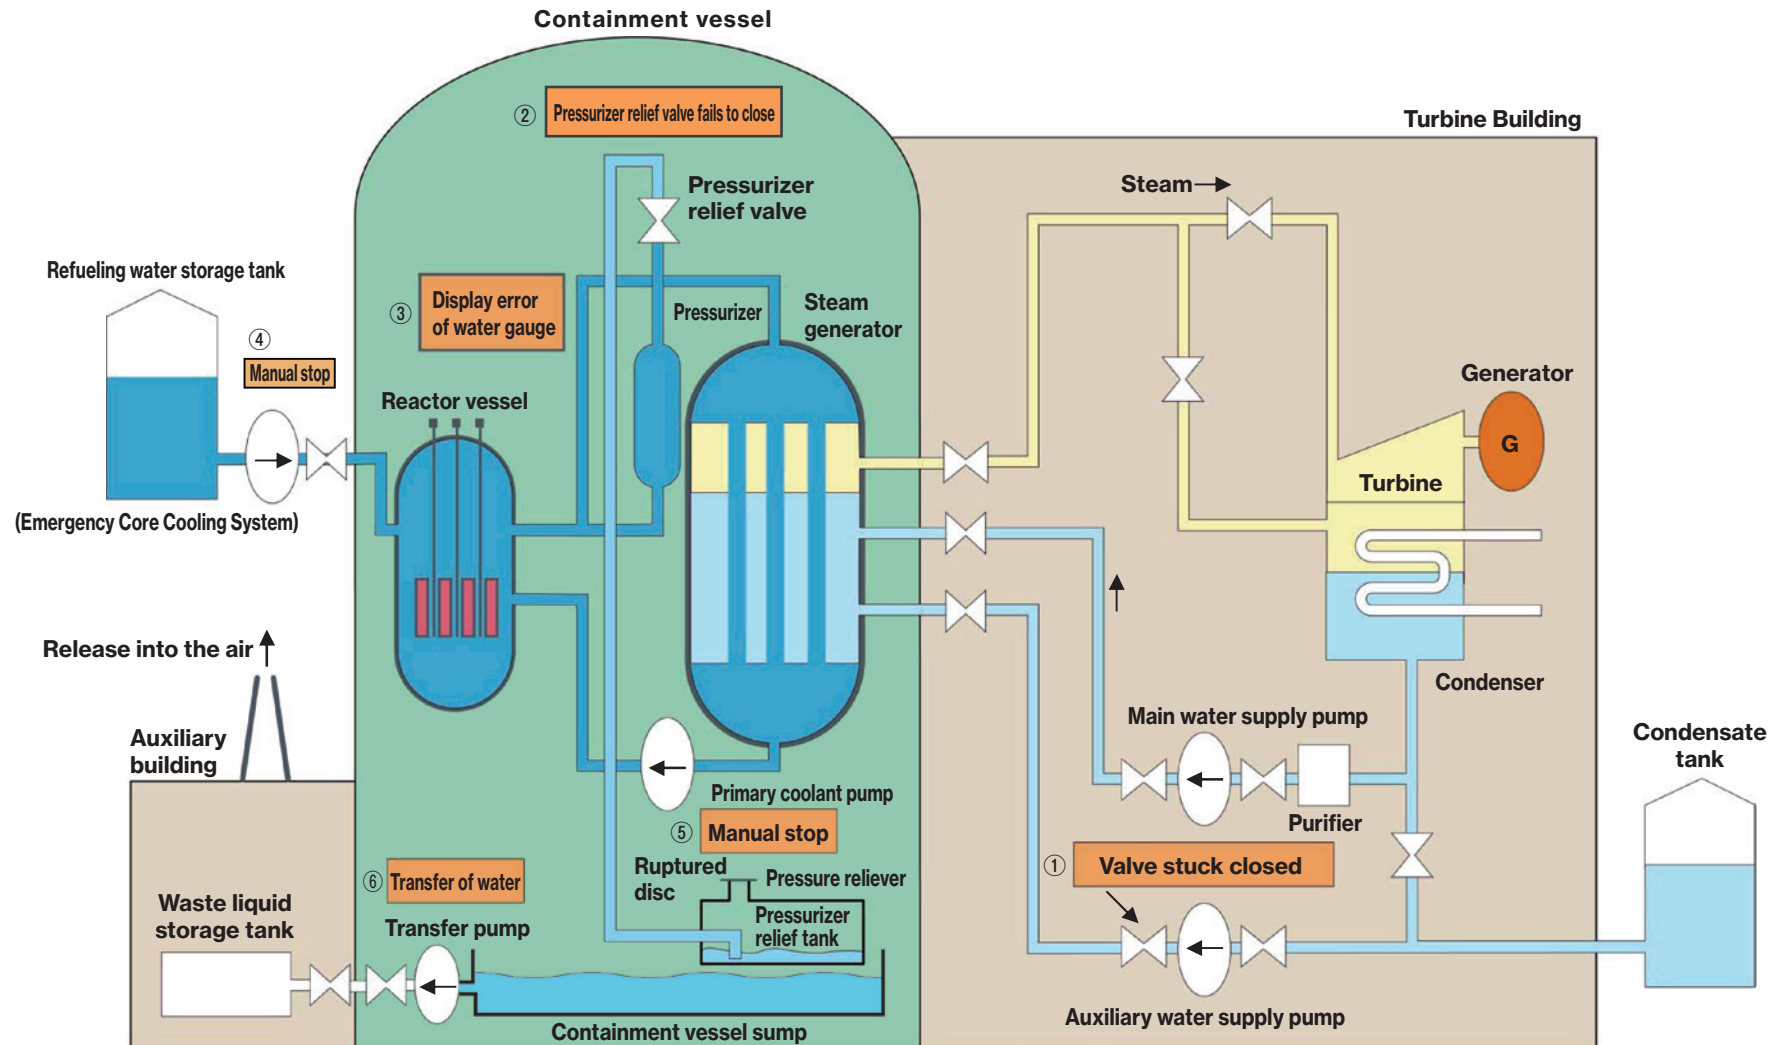 Containment vessel
②
Pressurizer relief valve fails to close
Turbine Building
Steam
Pressurizer
relief valve
Refueling water storage tank
③
Display error
of water gauge
Pressurizer
Steam
generator
④
Manual stop
Reactor vessel
Generator
G
Turbine
(Emergency Core Cooling System)
Release into the air
Condenser
Main water supply pump
Auxiliary
building
Condensate
tank
Primary coolant pump
⑤
Manual stop
Purifier
①
Valve stuck closed
⑥
Transfer of water
Ruptured
disc
Pressure reliever
Waste liquid
storage tank
Transfer pump
Pressurizer
relief tank
Containment vessel sump
Auxiliary water supply pump